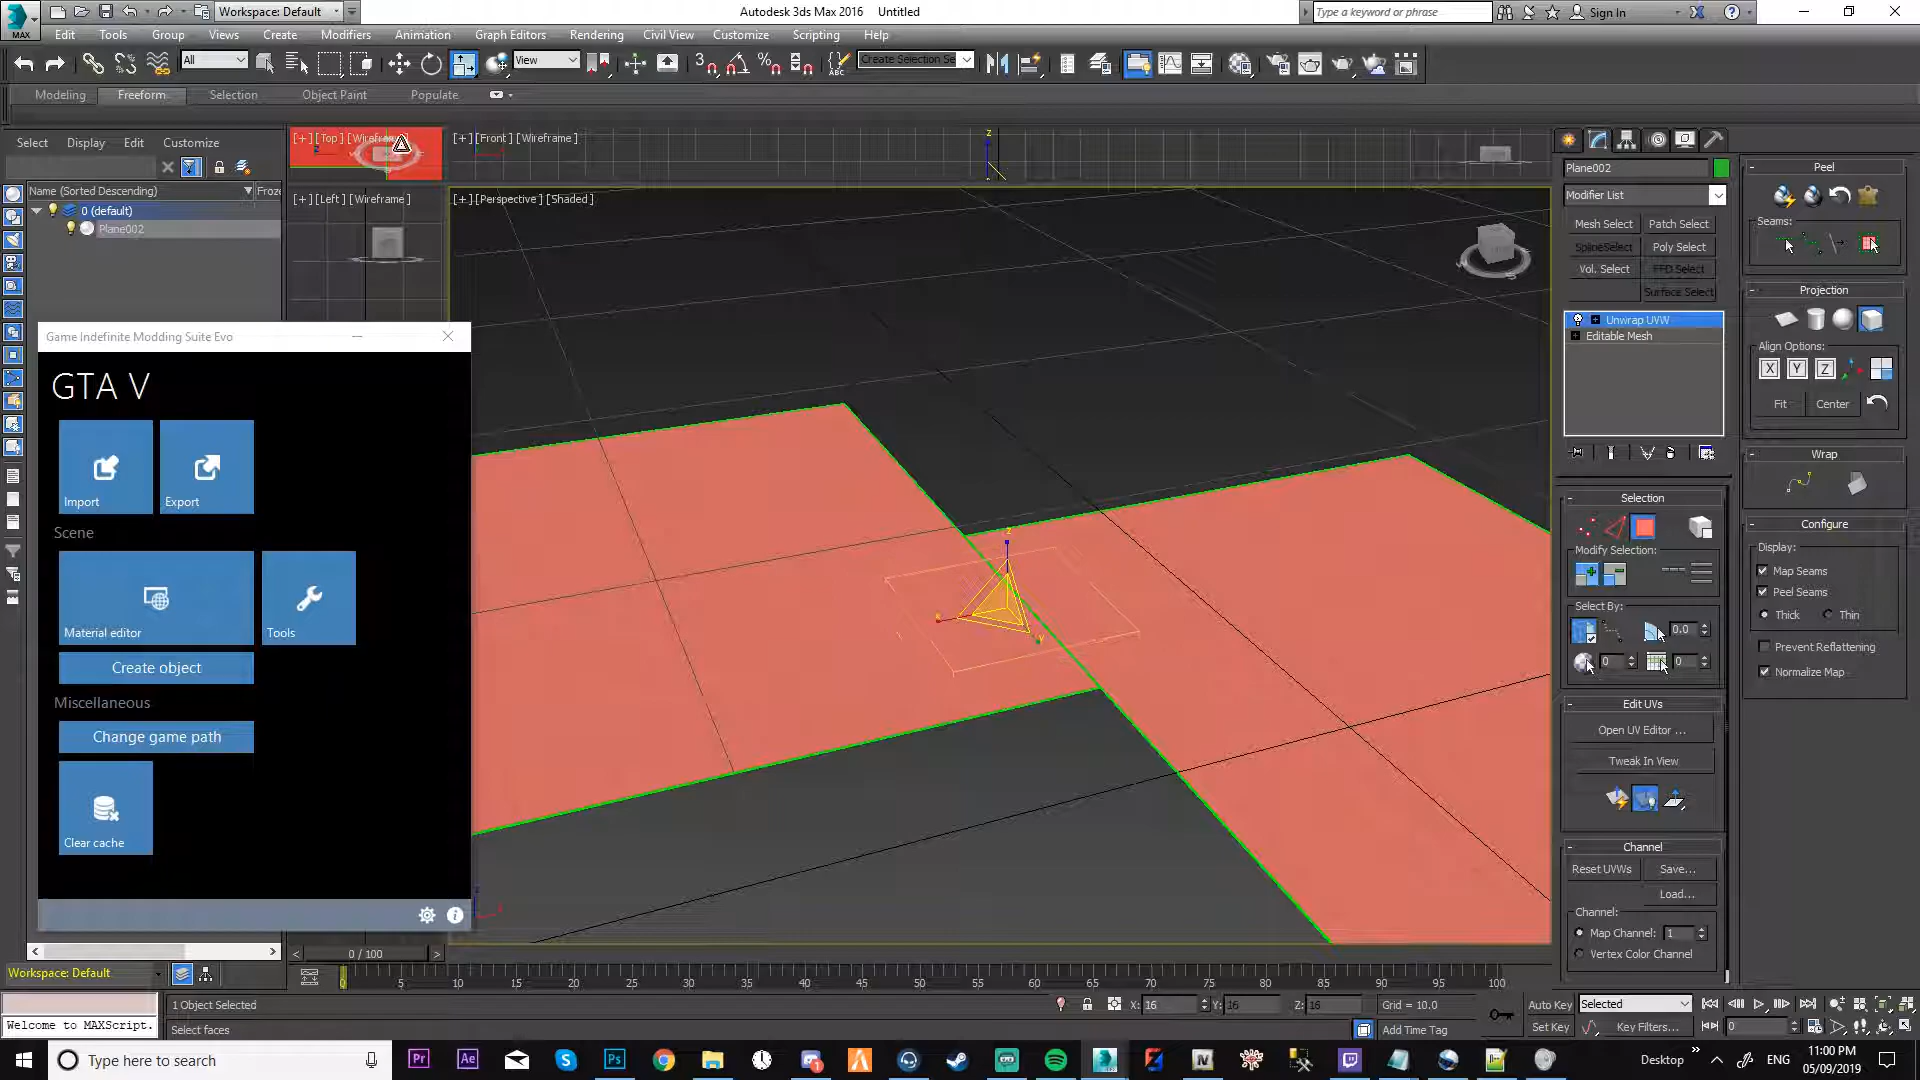 Workspace: Default
Autodesk 3ds Max 2016 Untitled
Type a keyword or phrase
Sign In
MAX
Edit Tools Group Views Create Modifiers Animation Graph Editors Rendering Civil View Customize Scripting Help
All
View
Create Selection Se
Modeling Freeform Selection Object Paint Populate
Select Display Edit Customize
Name (Sorted Descending) Froze
0 (default)
Plane002
[+] [Top] [Wireframe]
[+] [Front] [Wireframe]
[+] [Left] [Wireframe]
[+] [Perspective] [Shaded]
Game Indefinite Modding Suite Evo
GTA V
Import Export
Scene
Material editor Tools
Create object
Miscellaneous
Change game path
Clear cache
Plane002
Modifier List
Mesh Select Patch Select
SplineSelect Poly Select
Vol. Select FFD Select
Surface Select
Unwrap UVW
Editable Mesh
Selection
Modify Selection:
Select By:
0.0
0 0
Edit UVs
Open UV Editor ...
Tweak In View
Channel
Reset UVWs Save...
Load...
Channel:
Map Channel: 1
Vertex Color Channel
Peel
Seams:
Projection
Align Options:
X Y Z
Fit Center
Wrap
Configure
Display:
Map Seams
Peel Seams
Thick Thin
Prevent Reflattening
Normalize Map
0 / 100
Workspace: Default
0 5 10 15 20 25 30 35 40 45 50 55 60 65 70 75 80 85 90 95 100
1 Object Selected
X: 16 Y: 16 Z: 16 Grid = 10.0
Auto Key Selected
Welcome to MAXScript.
Select faces
Add Time Tag
Set Key Key Filters... 0
Type here to search
Desktop
ENG
11:00 PM
05/09/2019